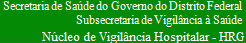 Secretaria de Saúde do Governo do Distrito Federal
Subsecretaria de Vigilância à Saúde
Núcleo de Vigilância Hospitalar - HRG